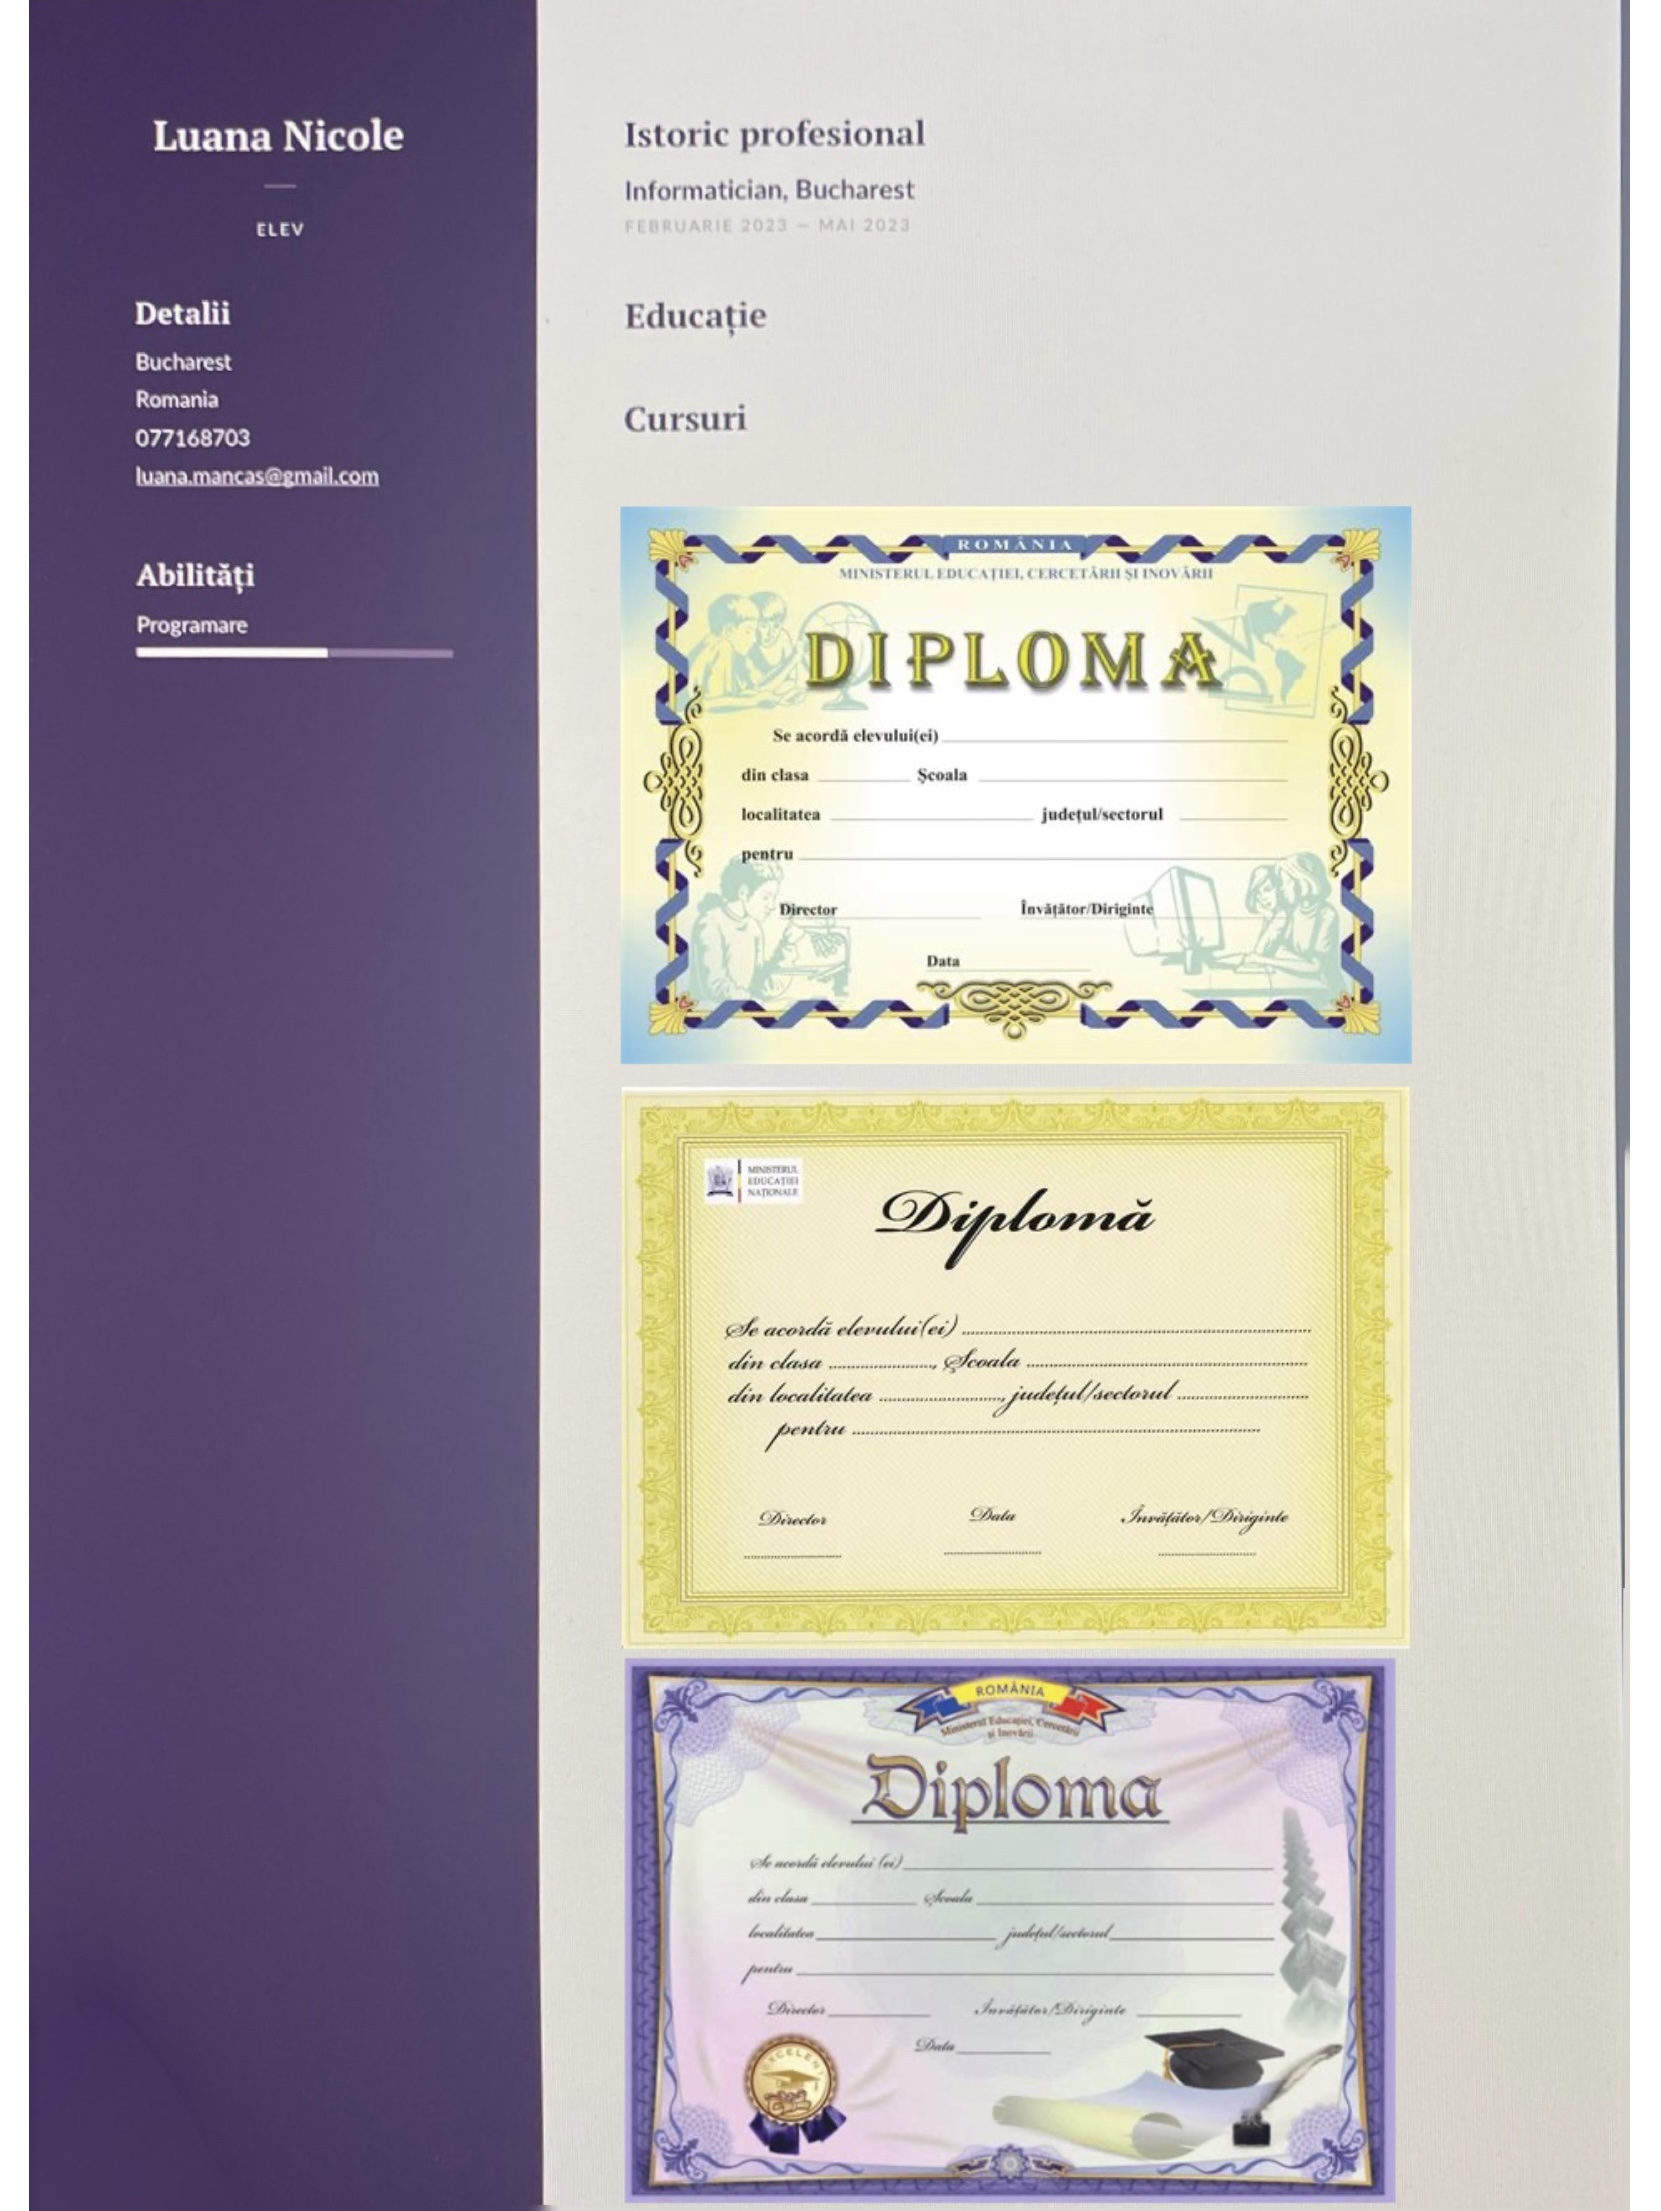 Luana Nicole
ELEV
Detalii
Bucharest
Romania
077168703
luana.mancas@gmail.com
Abilități
Programare
Istoric profesional
Informatician, Bucharest
FEBRUARIE 2023 — MAI 2023
Educație
Cursuri
ROMÂNIA
MINISTERUL EDUCAȚIEI, CERCETĂRII ȘI INOVĂRII
DIPLOMA
Se acordă elevului(ei)
din clasa Școala
localitatea județul/sectorul
pentru
Director Învățător/Diriginte
Data
MINISTERUL
EDUCAȚIEI
NAȚIONALE
Diplomă
Se acordă elevului(ei)
din clasa , Școala
din localitatea , județul/sectorul
pentru
Director Data Învățător/Diriginte
ROMÂNIA
Ministerul Educației, Cercetării
și Inovării
Diploma
Se acordă elevului (ei)
din clasa Școala
localitatea județul/sectorul
pentru
Director Învățător/Diriginte
Data